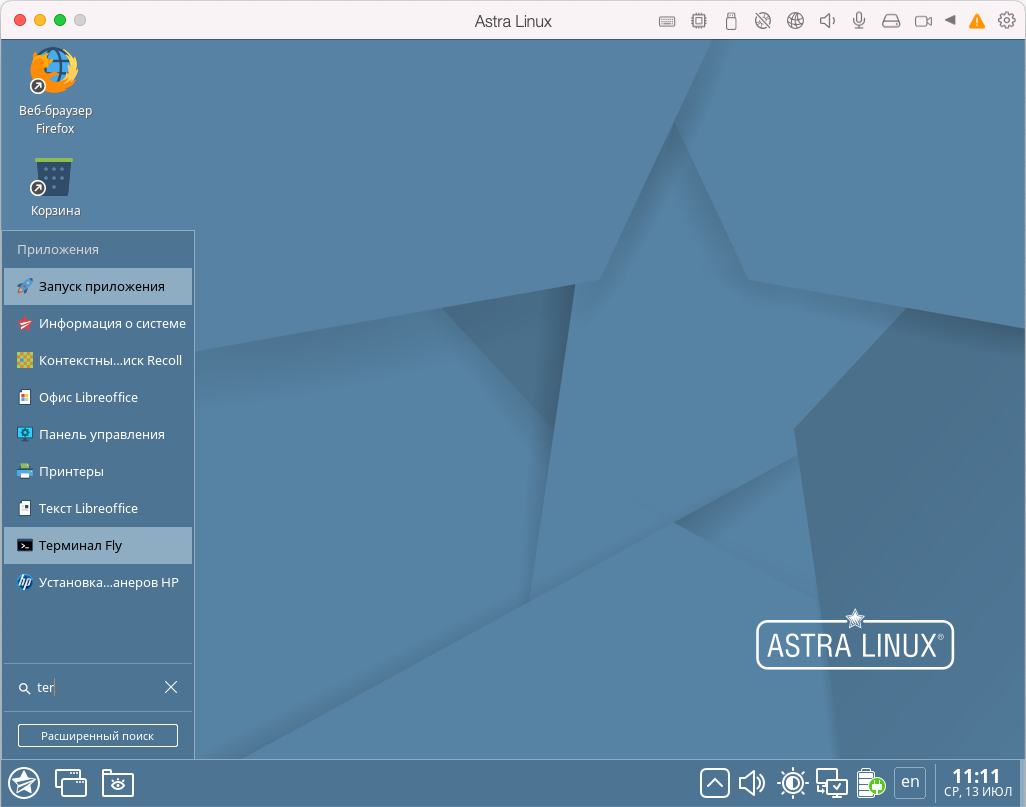 Astra Linux
Веб-браузер
Firefox
Корзина
Приложения
Запуск приложения
Информация о системе
Контекстны...иск Recoll
Офис Libreoffice
Панель управления
Принтеры
Текст Libreoffice
Терминал Fly
hp
Установка...анеров HP
ter
Расширенный поиск
ASTRA LINUX®
en
11:11
СР, 13 ИЮЛ